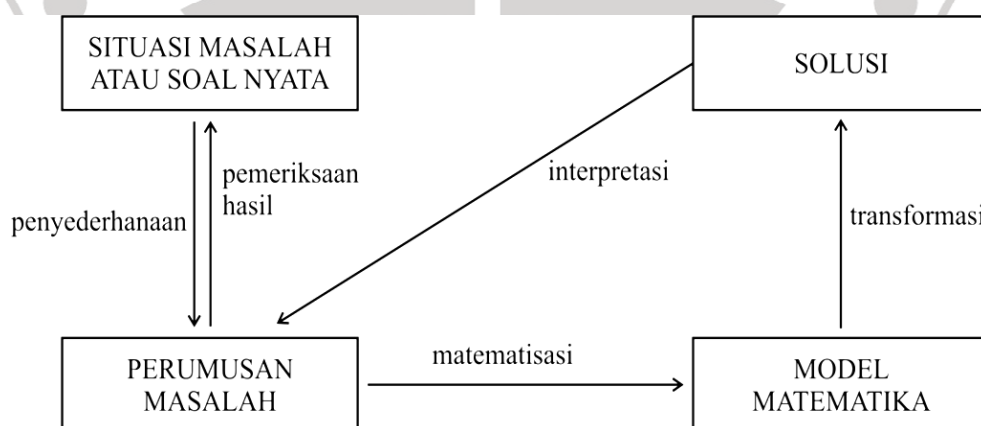 SITUASI MASALAH
ATAU SOAL NYATA
SOLUSI
pemeriksaan
hasil
interpretasi
penyederhanaan
transformasi
matematisasi
PERUMUSAN
MASALAH
MODEL
MATEMATIKA